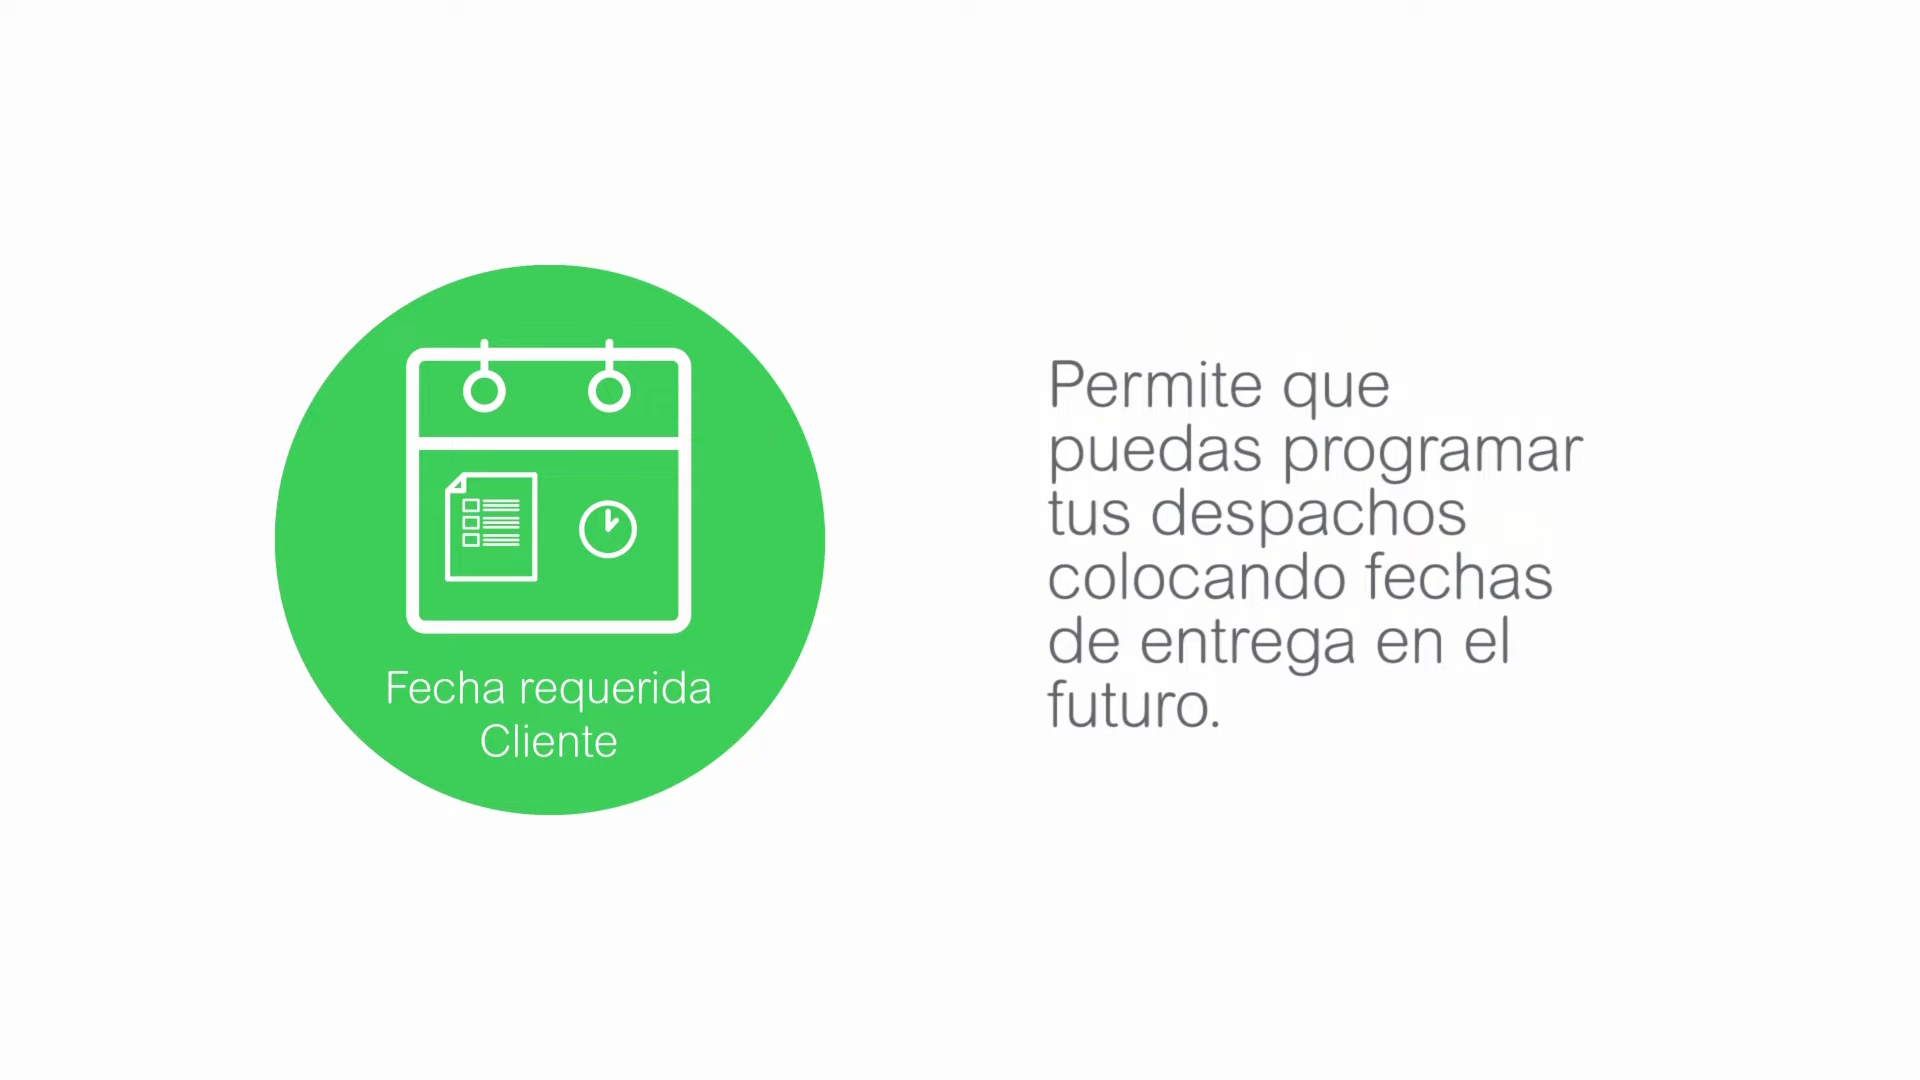 Fecha requerida
Cliente
Permite que
puedas programar
tus despachos
colocando fechas
de entrega en el
futuro.